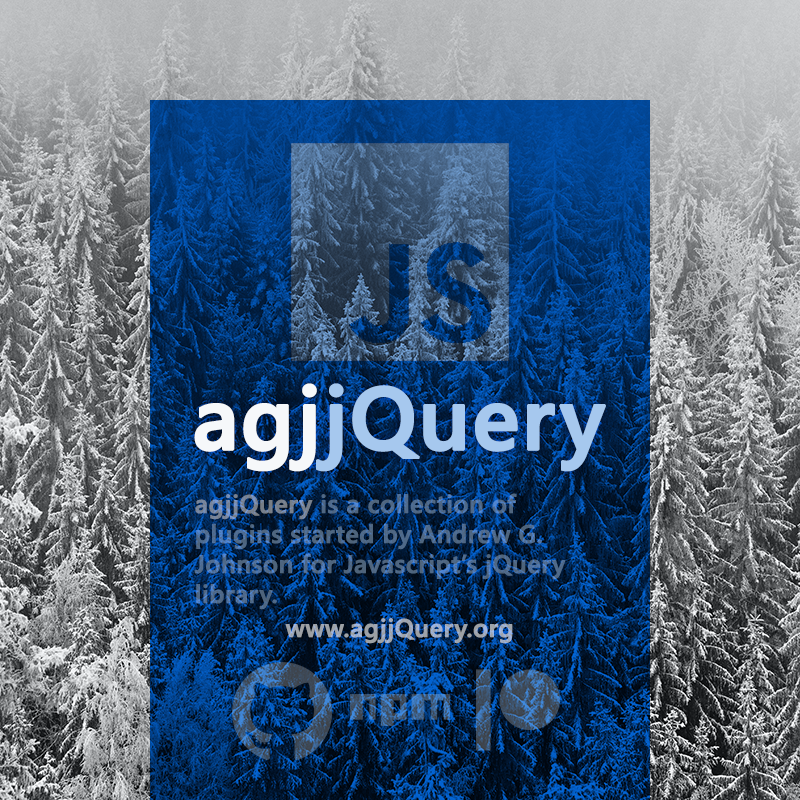 JS
agjjQuery
agjjQuery is a collection of
plugins started by Andrew G.
Johnson for Javascript's jQuery
library.
www.agjjQuery.org
npm